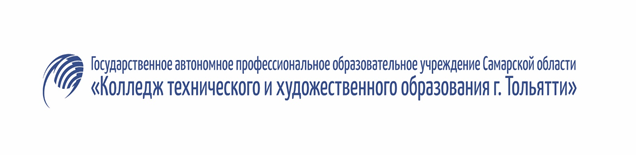 Государственное автономное профессиональное образовательное учреждение Самарской области
«Колледж технического и художественного образования г. Тольятти»